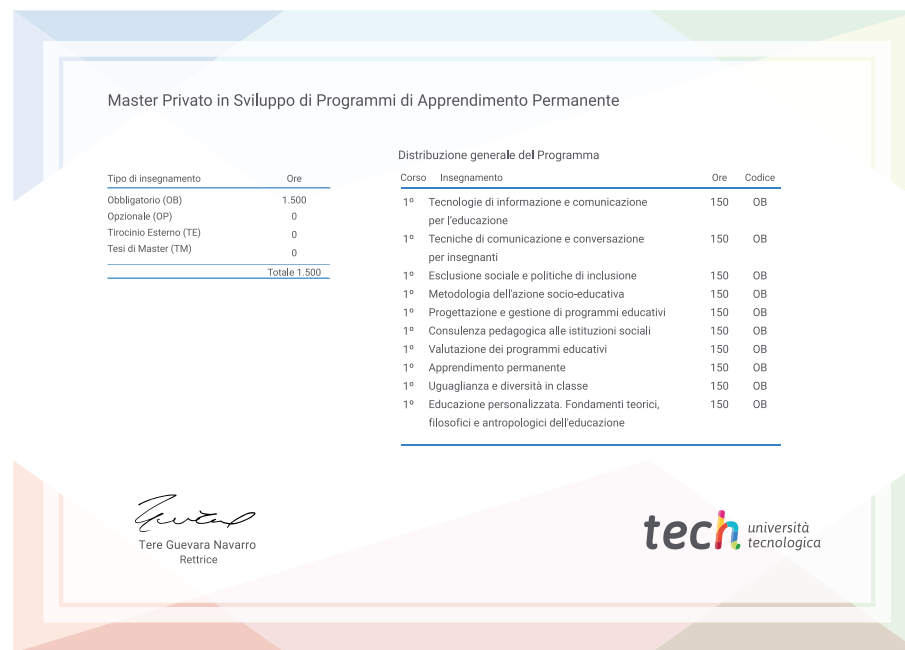 Master Privato in Sviluppo di Programmi di Apprendimento Permanente
Tipo di insegnamento Ore
Obbligatorio (OB) 1.500
Opzionale (OP) 0
Tirocinio Esterno (TE) 0
Tesi di Master (TM) 0
Totale 1.500
Distribuzione generale del Programma
Corso Insegnamento Ore Codice
1º Tecnologie di informazione e comunicazione 150 OB
per l'educazione
1º Tecniche di comunicazione e conversazione 150 OB
per insegnanti
1º Esclusione sociale e politiche di inclusione 150 OB
1º Metodologia dell'azione socio-educativa 150 OB
1º Progettazione e gestione di programmi educativi 150 OB
1º Consulenza pedagogica alle istituzioni sociali 150 OB
1º Valutazione dei programmi educativi 150 OB
1º Apprendimento permanente 150 OB
1º Uguaglianza e diversità in classe 150 OB
1º Educazione personalizzata. Fondamenti teorici, 150 OB
filosofici e antropologici dell'educazione
Tere Guevara Navarro
Rettrice
tech università
tecnologica